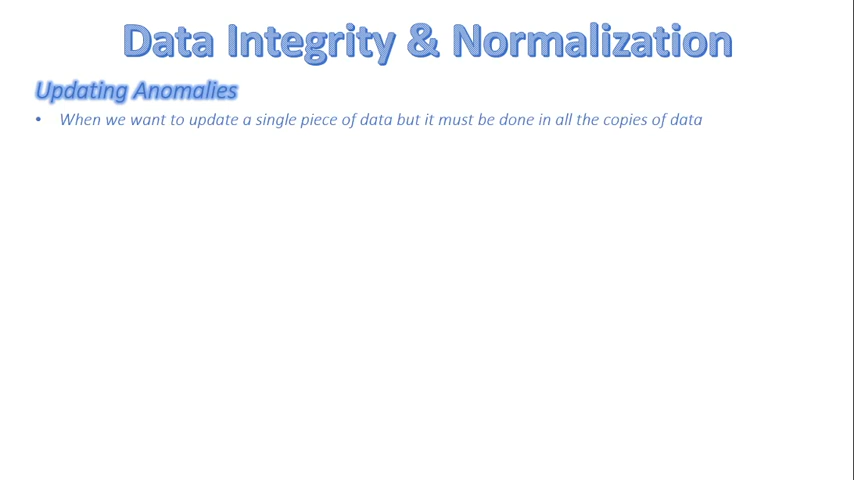 Data Integrity & Normalization
Updating Anomalies
• When we want to update a single piece of data but it must be done in all the copies of data